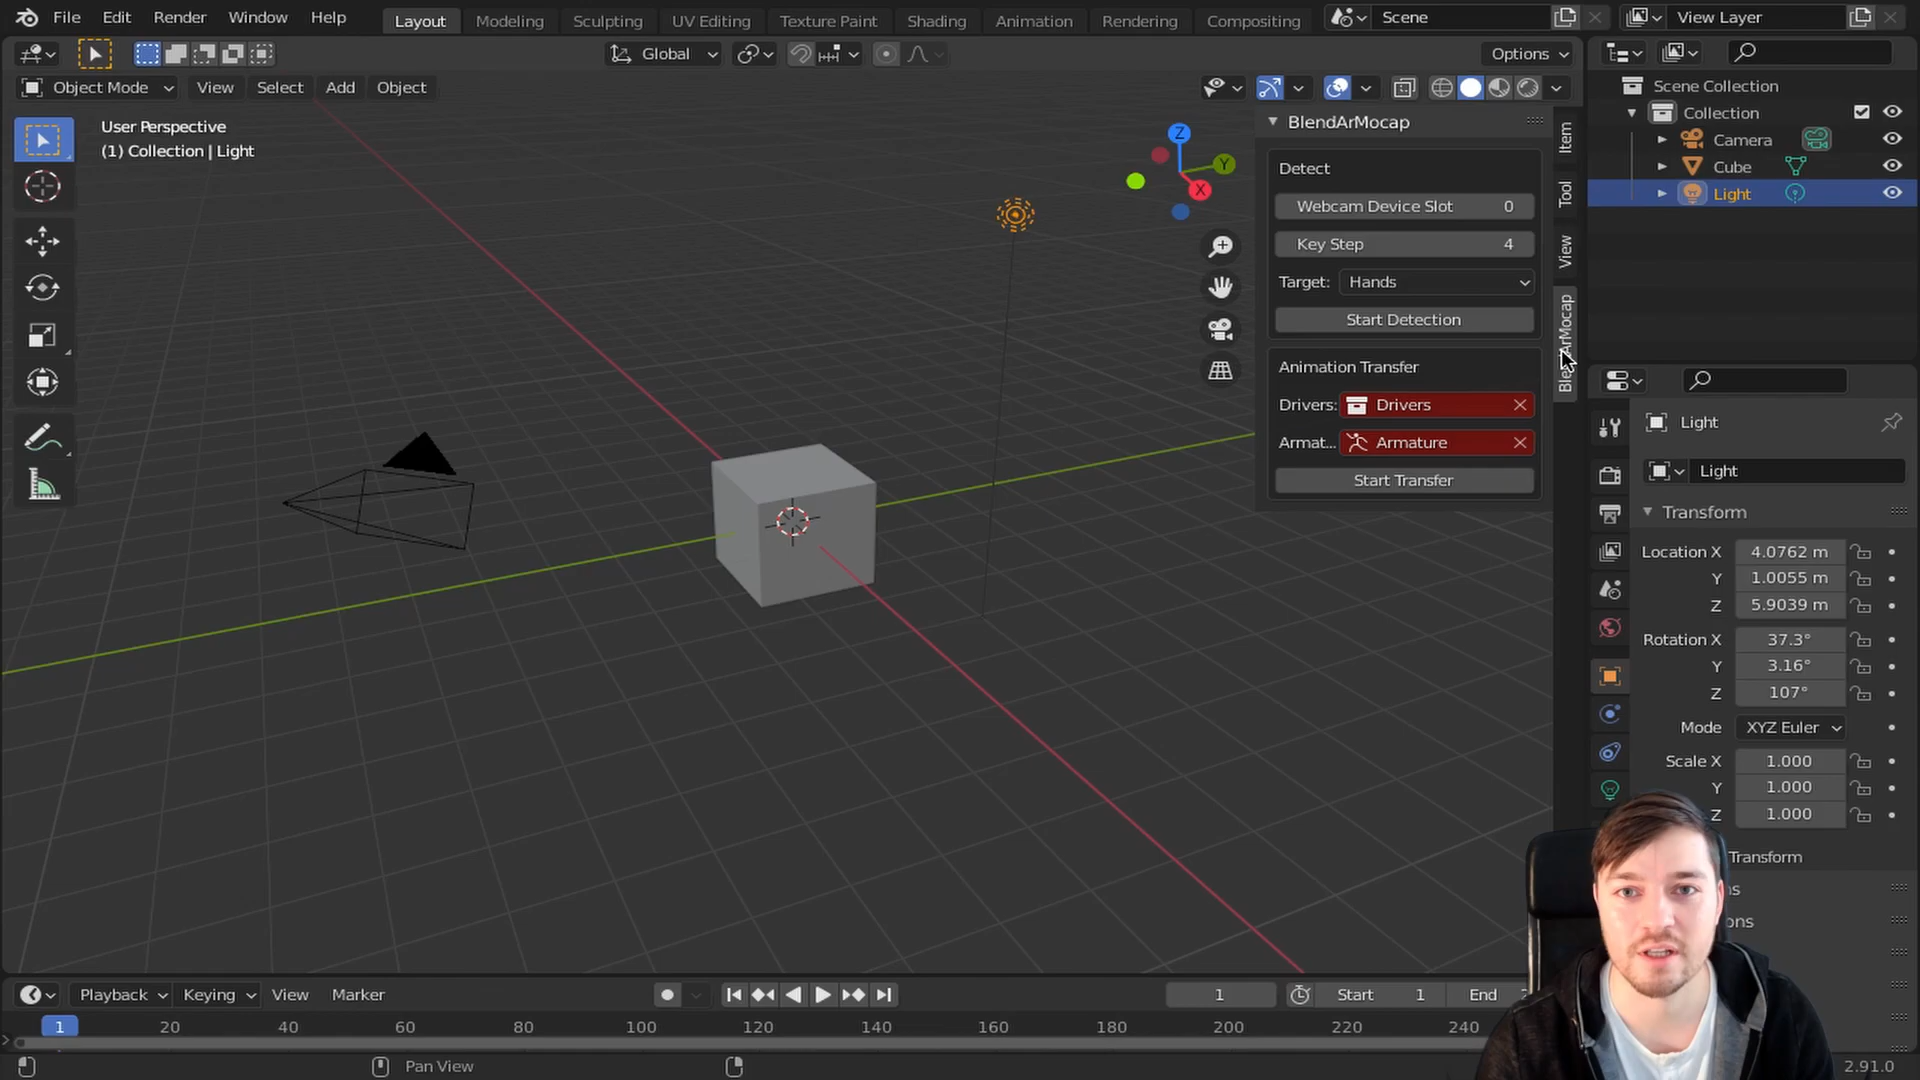 File Edit Render Window Help
Layout Modeling Sculpting UV Editing Texture Paint Shading Animation Rendering Compositing
Scene
View Layer
Global
Options
Object Mode View Select Add Object
User Perspective
(1) Collection | Light
Z
Y
X
BlendArMocap
Detect
Webcam Device Slot 0
Key Step 4
Target: Hands
Start Detection
Animation Transfer
Drivers: Drivers
Armat... Armature
Start Transfer
Item
Tool
View
Scene Collection
Collection
Camera
Cube
Light
Light
Light
Transform
Location X 4.0762 m
Y 1.0055 m
Z 5.9039 m
Rotation X 37.3°
Y 3.16°
Z 107°
Mode XYZ Euler
Scale X 1.000
Y 1.000
Z 1.000
Transform
Playback Keying View Marker
1
Start 1
End
1 20 40 60 80 100 120 140 160 180 200 220 240
Pan View
2.91.0